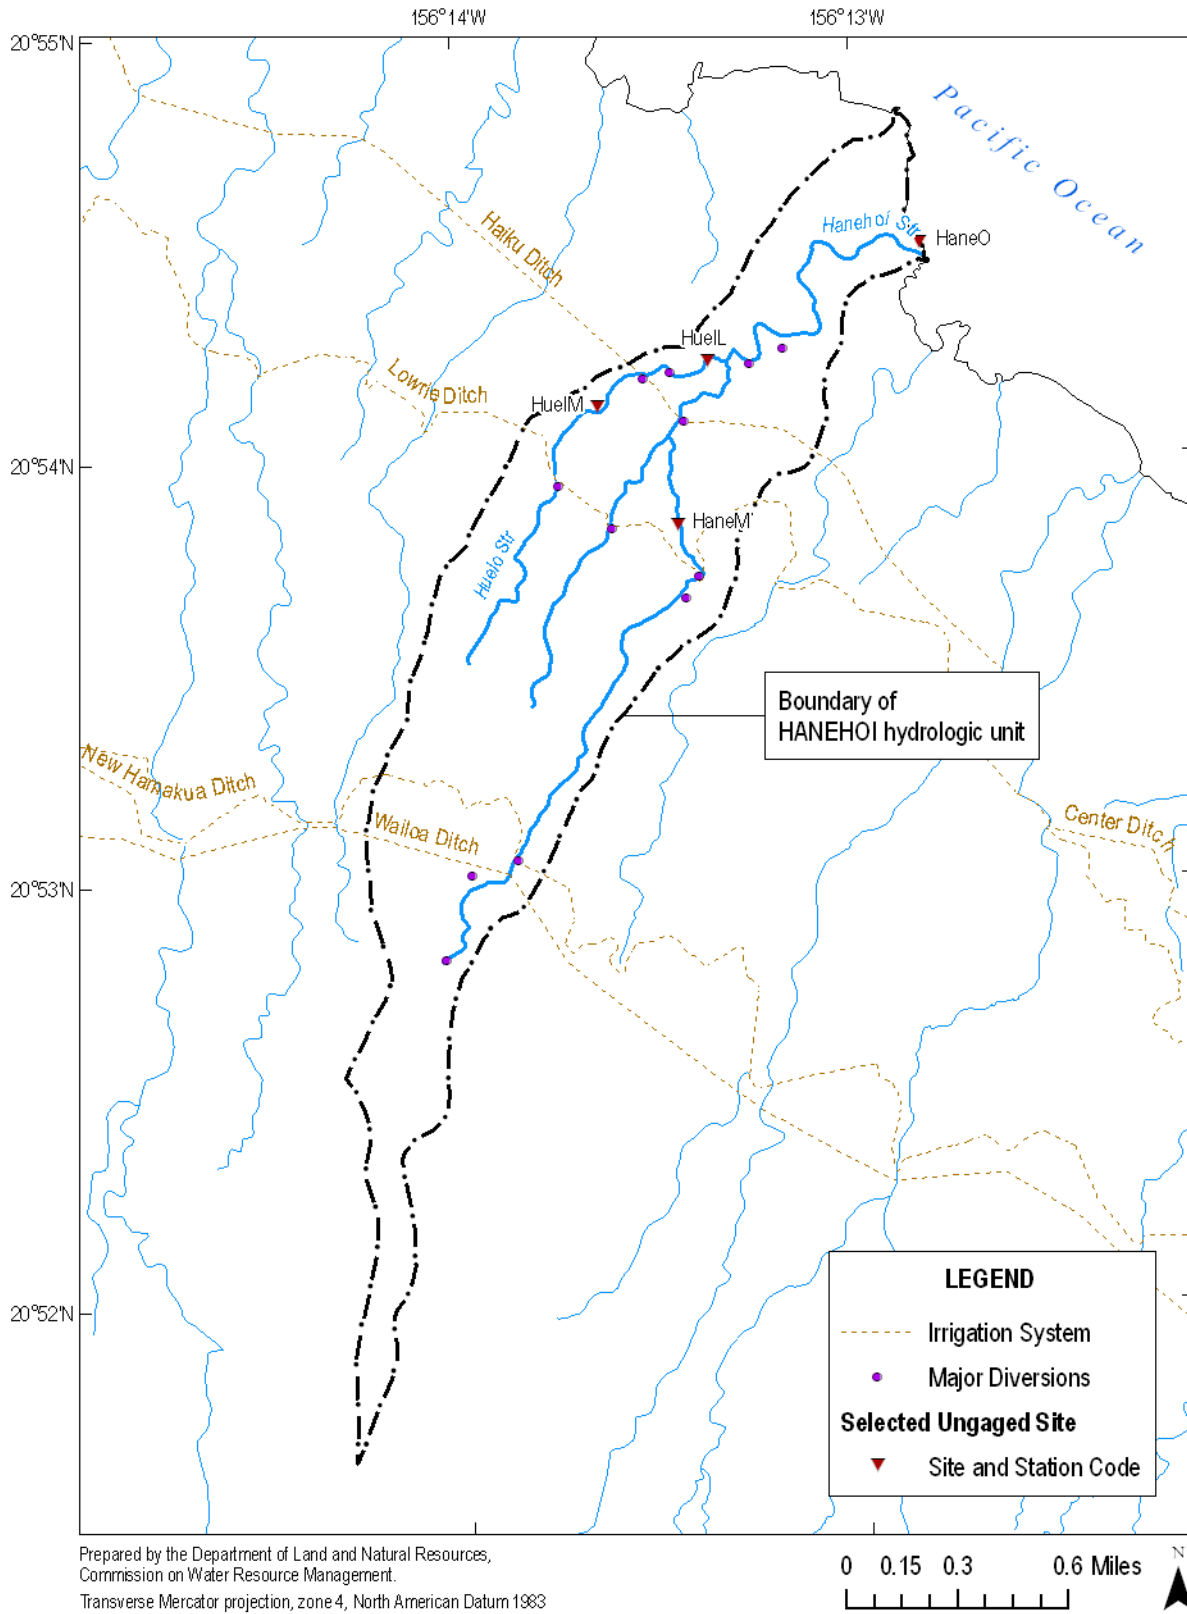 156°14'W
156°13'W
20°55'N
Pacific Ocean
Hanehoi Str
HaneO
Haiku Ditch
HuelL
Lowrie Ditch
HuelM
20°54'N
HaneM
Huelo Str
Boundary of
HANEHOI hydrologic unit
New Hamakua Ditch
Wailoa Ditch
Center Ditch
20°53'N
20°52'N
LEGEND
Irrigation System
Major Diversions
Selected Ungaged Site
Site and Station Code
Prepared by the Department of Land and Natural Resources,
Commission on Water Resource Management.
Transverse Mercator projection, zone 4, North American Datum 1983
0 0.15 0.3 0.6 Miles
N